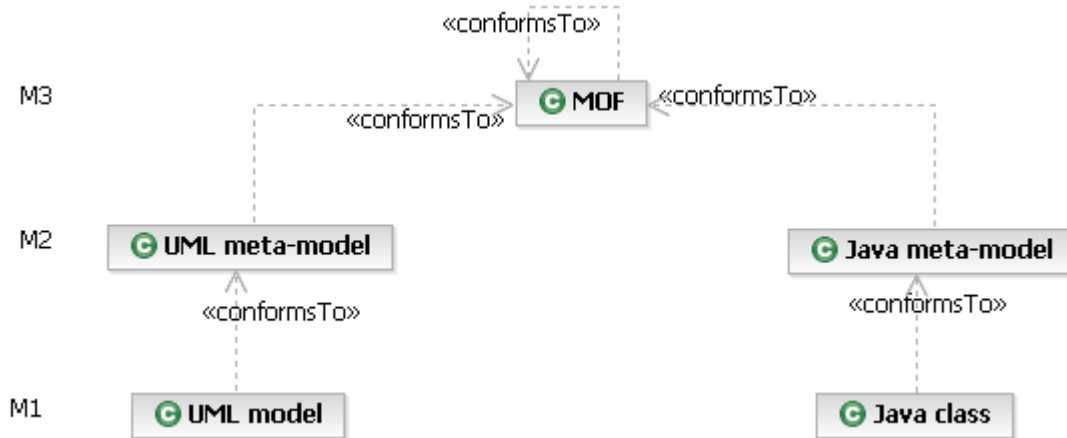 «conformsTo»
M3
C MOF
«conformsTo»
«conformsTo»
M2
C UML meta-model
C Java meta-model
«conformsTo»
«conformsTo»
M1
C UML model
C Java class